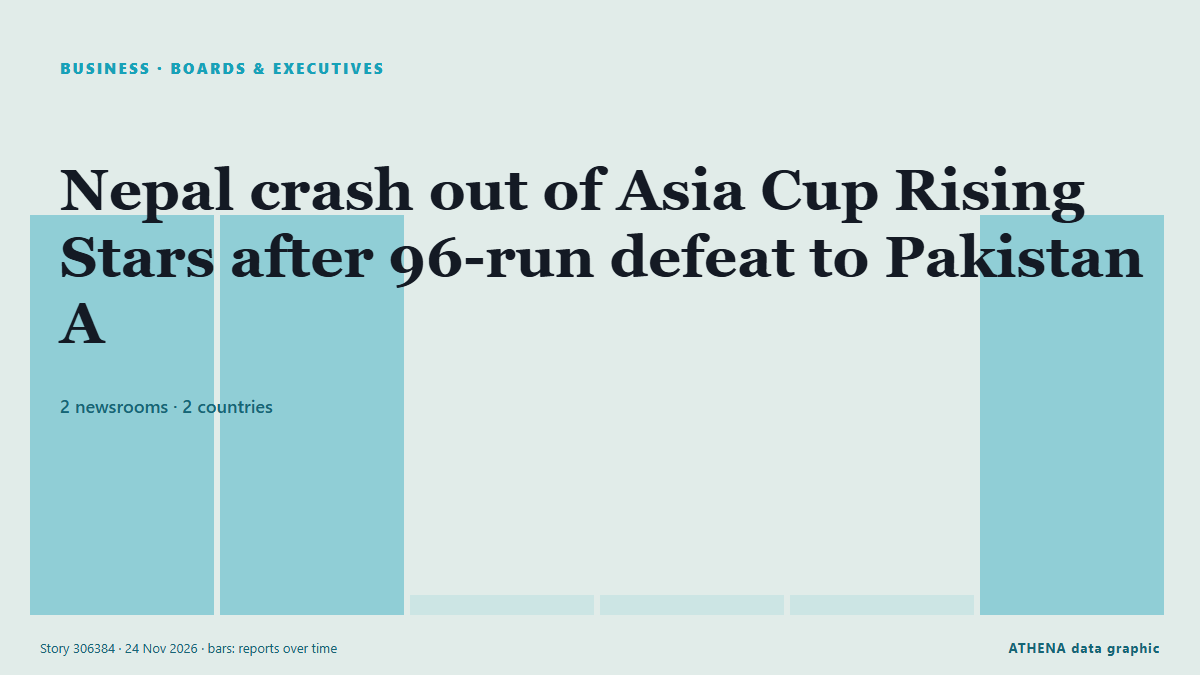 BUSINESS · BOARDS & EXECUTIVES
Nepal crash out of Asia Cup Rising
Stars after 96-run defeat to Pakistan
A
2 newsrooms · 2 countries
Story 306384 · 24 Nov 2026 · bars: reports over time
ATHENA data graphic